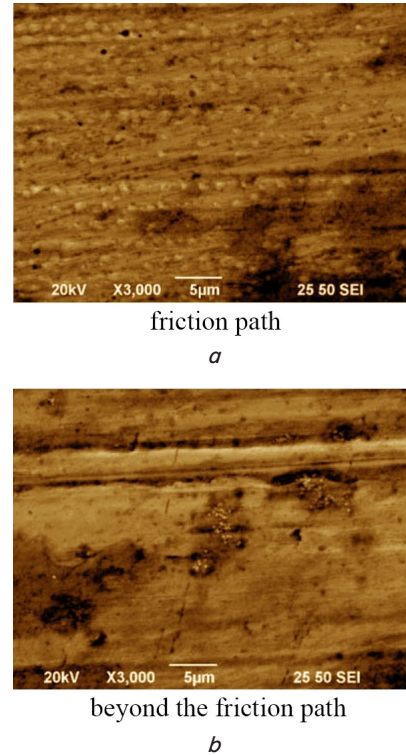 20kV X3,000 5µm 25 50 SEI
friction path
a
20kV X3,000 5µm 25 50 SEI
beyond the friction path
b